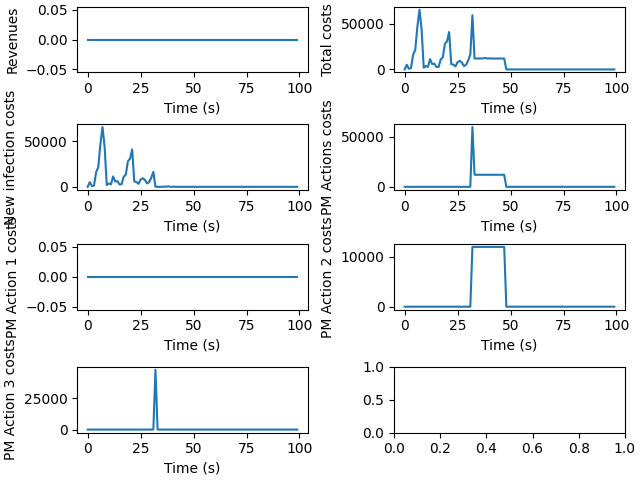 Revenues
0.05
0.00
−0.05
0 25 50 75 100
Time (s)
Total costs
50000
0
0 25 50 75 100
Time (s)
New infection costs
50000
0
0 25 50 75 100
Time (s)
PM Actions costs
50000
0
0 25 50 75 100
Time (s)
PM Action 1 costs
0.05
0.00
−0.05
0 25 50 75 100
Time (s)
PM Action 2 costs
10000
0
0 25 50 75 100
Time (s)
PM Action 3 costs
25000
0
0 25 50 75 100
Time (s)
1.0
0.5
0.0
0.0 0.2 0.4 0.6 0.8 1.0